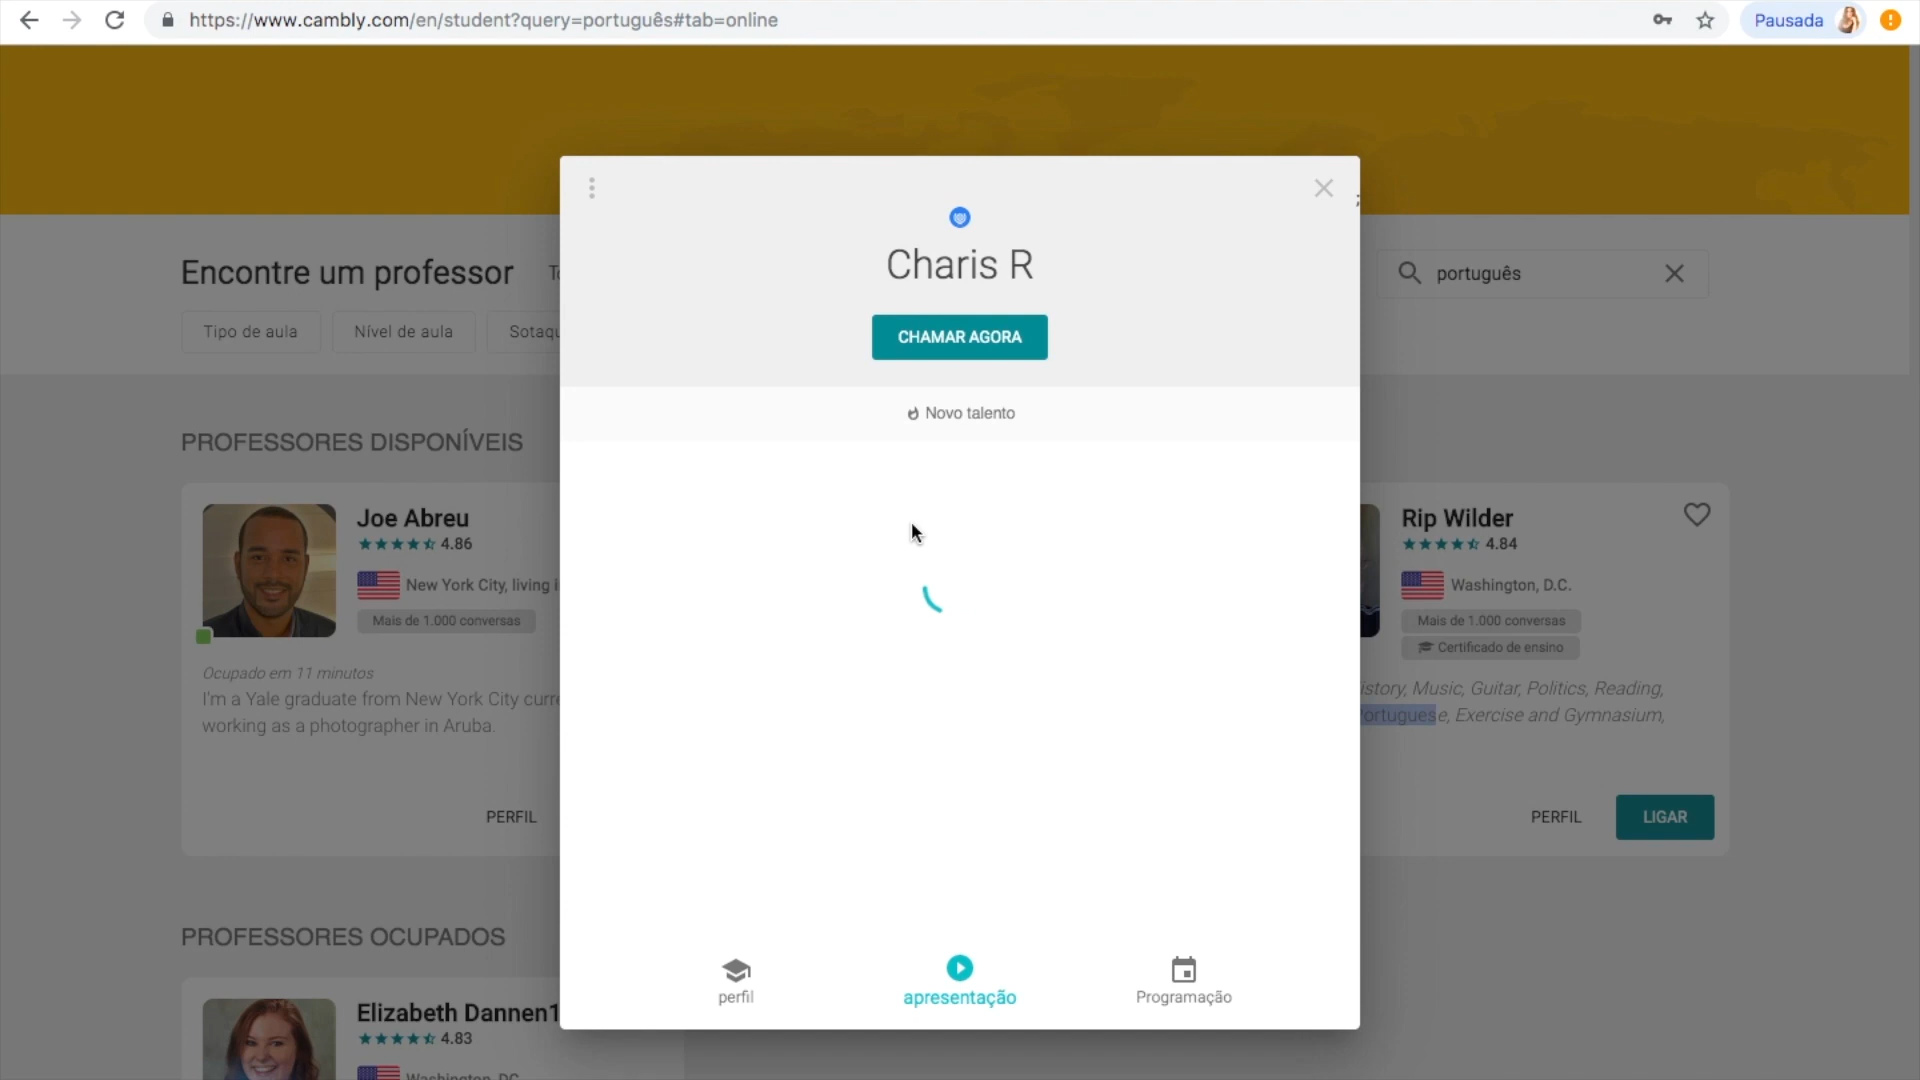 https://www.cambly.com/en/student?query=português#tab=online
Pausada
Charis R
CHAMAR AGORA
Novo talento
perfil
apresentação
Programação
Encontre um professor
português
Tipo de aula
Nível de aula
PROFESSORES DISPONÍVEIS
Joe Abreu
4.86
New York City, living
Mais de 1.000 conversas
Ocupado em 11 minutos
I'm a Yale graduate from New York City
working as a photographer in Aruba.
PERFIL
Rip Wilder
4.84
Washington, D.C.
Mais de 1.000 conversas
Certificado de ensino
Music, Guitar, Politics, Reading,
Exercise and Gymnasium,
PERFIL
LIGAR
PROFESSORES OCUPADOS
Elizabeth Dannen1
4.83
Washington, DC